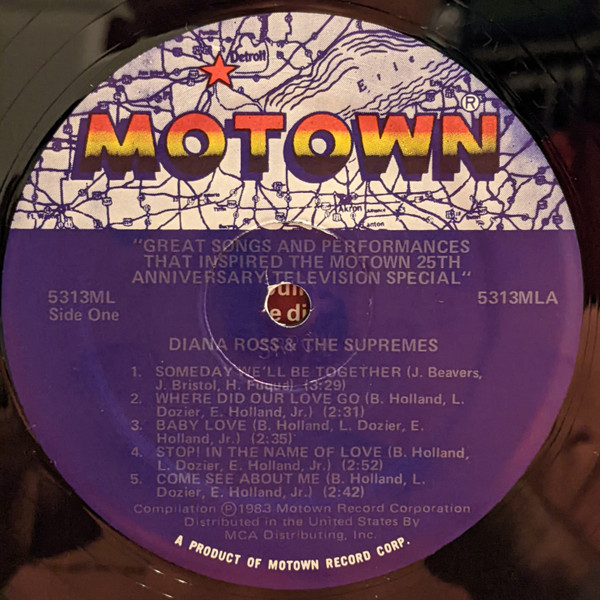 Detroit
Erie
MOTOWN®
Akron
Canton
"GREAT SONGS AND PERFORMANCES
THAT INSPIRED THE MOTOWN 25TH
ANNIVERSARY TELEVISION SPECIAL"
5313ML
5313MLA
Side One
DIANA ROSS & THE SUPREMES
1. SOMEDAY WE'LL BE TOGETHER (J. Beavers,
J. Bristol, H. Fuqua) (3:29)
2. WHERE DID OUR LOVE GO (B. Holland, L.
Dozier, E. Holland, Jr.) (2:31)
3. BABY LOVE (B. Holland, L. Dozier, E.
Holland, Jr.) (2:35)
4. STOP! IN THE NAME OF LOVE (B. Holland,
L. Dozier, E. Holland, Jr.) (2:52)
5. COME SEE ABOUT ME (B. Holland, L.
Dozier, E. Holland, Jr.) (2:42)
Compilation ℗1983 Motown Record Corporation
Distributed in the United States By
MCA Distributing, Inc.
A PRODUCT OF MOTOWN RECORD CORP.